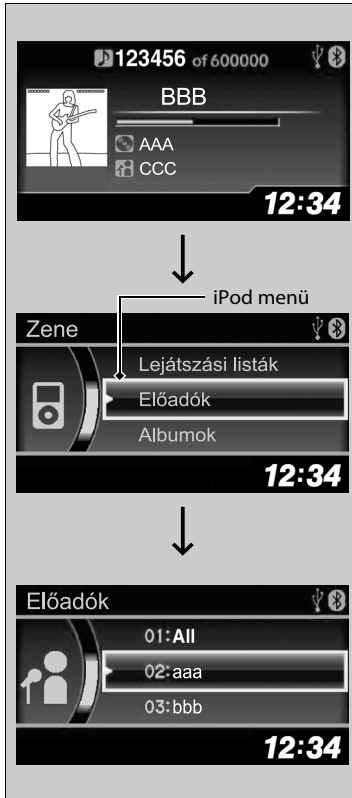 123456 of 600000
BBB
AAA
CCC
12:34
iPod menü
Zene
Lejátszási listák
Előadók
Albumok
12:34
Előadók
01:All
02:aaa
03:bbb
12:34